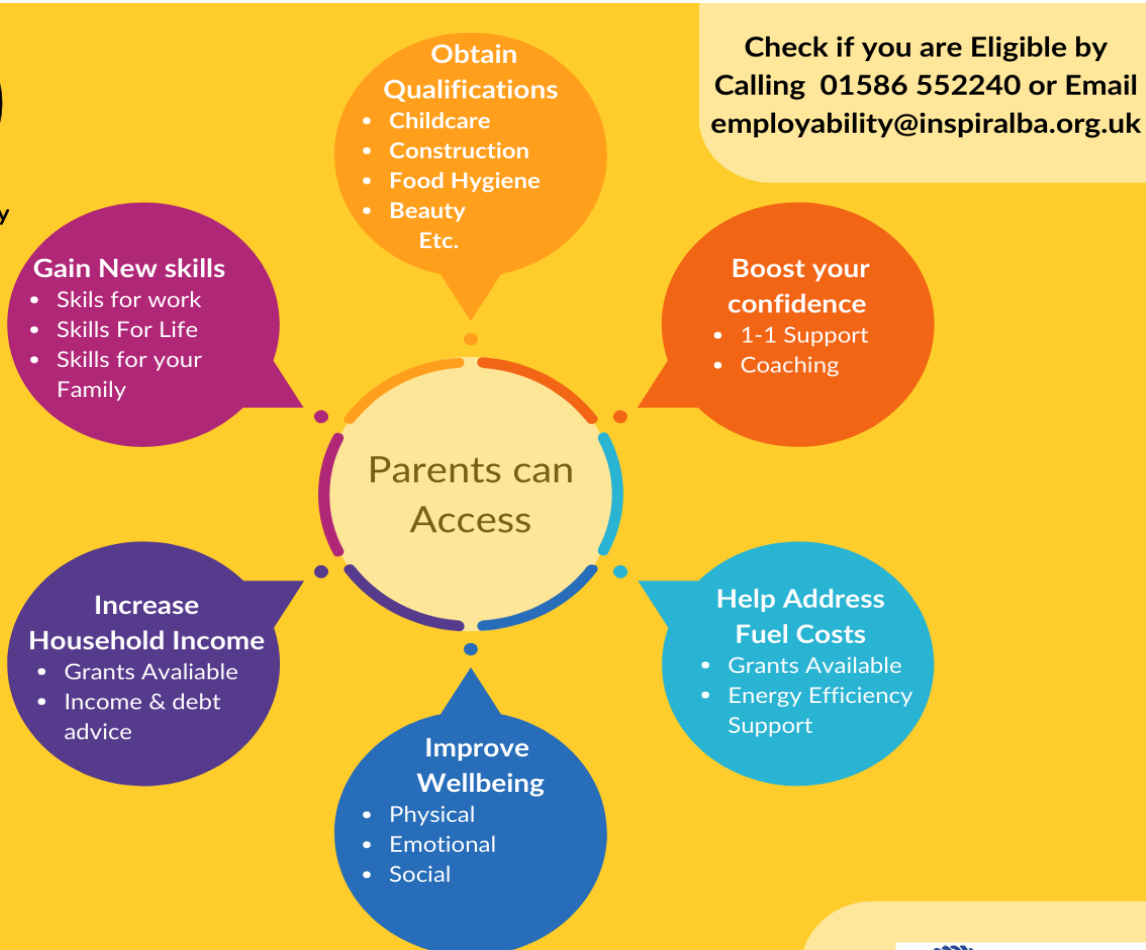 Check if you are Eligible by
Calling 01586 552240 or Email
employability@inspiralba.org.uk
Obtain
Qualifications
• Childcare
• Construction
• Food Hygiene
• Beauty
Etc.
Gain New skills
• Skils for work
• Skills For Life
• Skills for your
Family
Boost your
confidence
• 1-1 Support
• Coaching
Parents can
Access
Increase
Household Income
• Grants Avaliable
• Income & debt
advice
Help Address
Fuel Costs
• Grants Available
• Energy Efficiency
Support
Improve
Wellbeing
• Physical
• Emotional
• Social